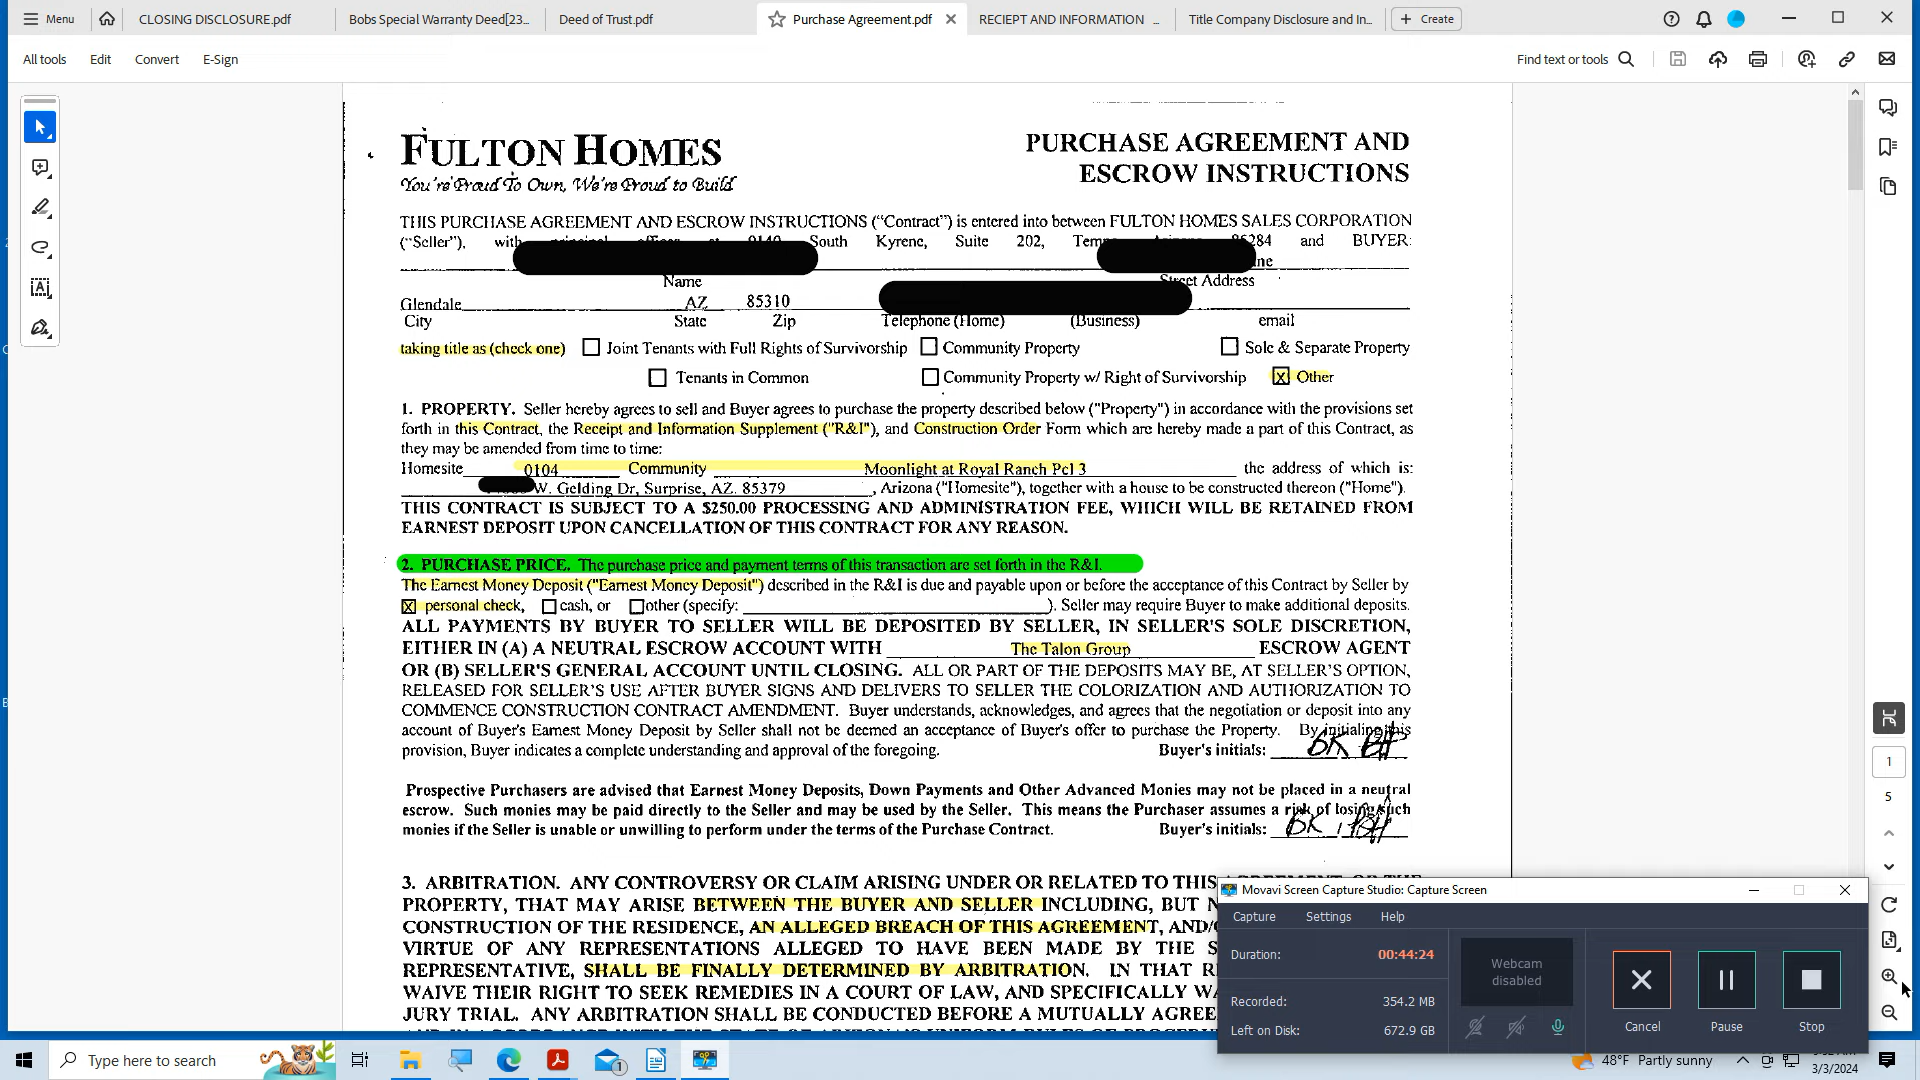 Menu
CLOSING DISCLOSURE.pdf
Bobs Special Warranty Deed[23...
Deed of Trust.pdf
Purchase Agreement.pdf
RECIEPT AND INFORMATION ...
Title Company Disclosure and In...
Create
All tools
Edit
Convert
E-Sign
Find text or tools
FULTON HOMES
You're Proud To Own, We're Proud to Build
PURCHASE AGREEMENT AND
ESCROW INSTRUCTIONS
THIS PURCHASE AGREEMENT AND ESCROW INSTRUCTIONS ("Contract") is entered into between FULTON HOMES SALES CORPORATION
("Seller"), with South Kyrene, Suite 202, and BUYER:
Name
Street Address
Glendale AZ 85310
City State Zip Telephone (Home) (Business) email
taking title as (check one) Joint Tenants with Full Rights of Survivorship Community Property Sole & Separate Property
Tenants in Common Community Property w/ Right of Survivorship X Other
1. PROPERTY. Seller hereby agrees to sell and Buyer agrees to purchase the property described below ("Property") in accordance with the provisions set
forth in this Contract, the Receipt and Information Supplement ("R&I"), and Construction Order Form which are hereby made a part of this Contract, as
they may be amended from time to time:
Homesite 0104 Community Moonlight at Royal Ranch Pcl 3 the address of which is:
W. Gelding Dr, Surprise, AZ. 85379 , Arizona ("Homesite"), together with a house to be constructed thereon ("Home").
THIS CONTRACT IS SUBJECT TO A $250.00 PROCESSING AND ADMINISTRATION FEE, WHICH WILL BE RETAINED FROM
EARNEST DEPOSIT UPON CANCELLATION OF THIS CONTRACT FOR ANY REASON.
2. PURCHASE PRICE. The purchase price and payment terms of this transaction are set forth in the R&I.
The Earnest Money Deposit ("Earnest Money Deposit") described in the R&I is due and payable upon or before the acceptance of this Contract by Seller by
X personal check, cash, or other (specify: ). Seller may require Buyer to make additional deposits.
ALL PAYMENTS BY BUYER TO SELLER WILL BE DEPOSITED BY SELLER, IN SELLER'S SOLE DISCRETION,
EITHER IN (A) A NEUTRAL ESCROW ACCOUNT WITH The Talon Group ESCROW AGENT
OR (B) SELLER'S GENERAL ACCOUNT UNTIL CLOSING. ALL OR PART OF THE DEPOSITS MAY BE, AT SELLER'S OPTION,
RELEASED FOR SELLER'S USE AFTER BUYER SIGNS AND DELIVERS TO SELLER THE COLORIZATION AND AUTHORIZATION TO
COMMENCE CONSTRUCTION CONTRACT AMENDMENT. Buyer understands, acknowledges, and agrees that the negotiation or deposit into any
account of Buyer's Earnest Money Deposit by Seller shall not be deemed an acceptance of Buyer's offer to purchase the Property. By initialing this
provision, Buyer indicates a complete understanding and approval of the foregoing. Buyer's initials: BK BH
Prospective Purchasers are advised that Earnest Money Deposits, Down Payments and Other Advanced Monies may not be placed in a neutral
escrow. Such monies may be paid directly to the Seller and may be used by the Seller. This means the Purchaser assumes a risk of losing such
monies if the Seller is unable or unwilling to perform under the terms of the Purchase Contract. Buyer's initials: BK BH
3. ARBITRATION. ANY CONTROVERSY OR CLAIM ARISING UNDER OR RELATED TO THIS
PROPERTY, THAT MAY ARISE BETWEEN THE BUYER AND SELLER INCLUDING, BUT
CONSTRUCTION OF THE RESIDENCE, AN ALLEGED BREACH OF THIS AGREEMENT,
VIRTUE OF ANY REPRESENTATIONS ALLEGED TO HAVE BEEN MADE BY THE
REPRESENTATIVE, SHALL BE FINALLY DETERMINED BY ARBITRATION. IN THAT
WAIVE THEIR RIGHT TO SEEK REMEDIES IN A COURT OF LAW, AND SPECIFICALLY
JURY TRIAL. ANY ARBITRATION SHALL BE CONDUCTED BEFORE A MUTUALLY
1
5
Movavi Screen Capture Studio: Capture Screen
Capture Settings Help
Duration: 00:44:24
Recorded: 354.2 MB
Left on Disk: 672.9 GB
Webcam
disabled
Cancel
Pause
Stop
Type here to search
1
48°F Partly sunny
3/3/2024